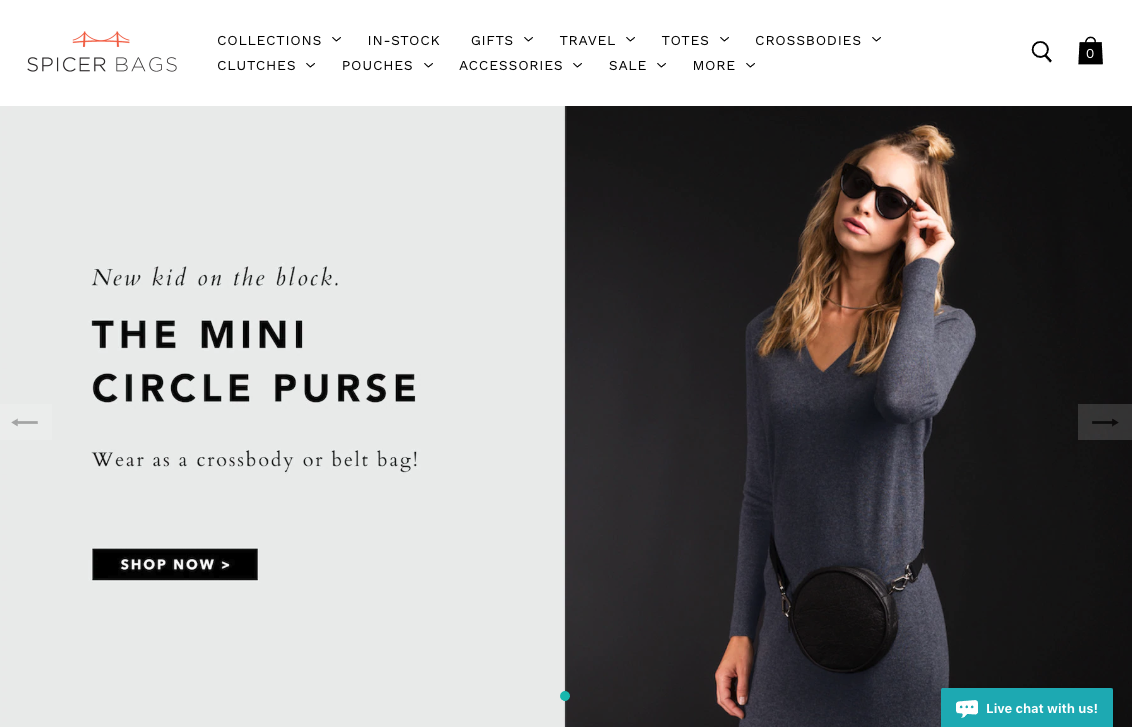 SPICER BAGS
COLLECTIONS IN-STOCK GIFTS TRAVEL TOTES CROSSBODIES
CLUTCHES POUCHES ACCESSORIES SALE MORE
0
New kid on the block.
THE MINI
CIRCLE PURSE
Wear as a crossbody or belt bag!
SHOP NOW >
Live chat with us!